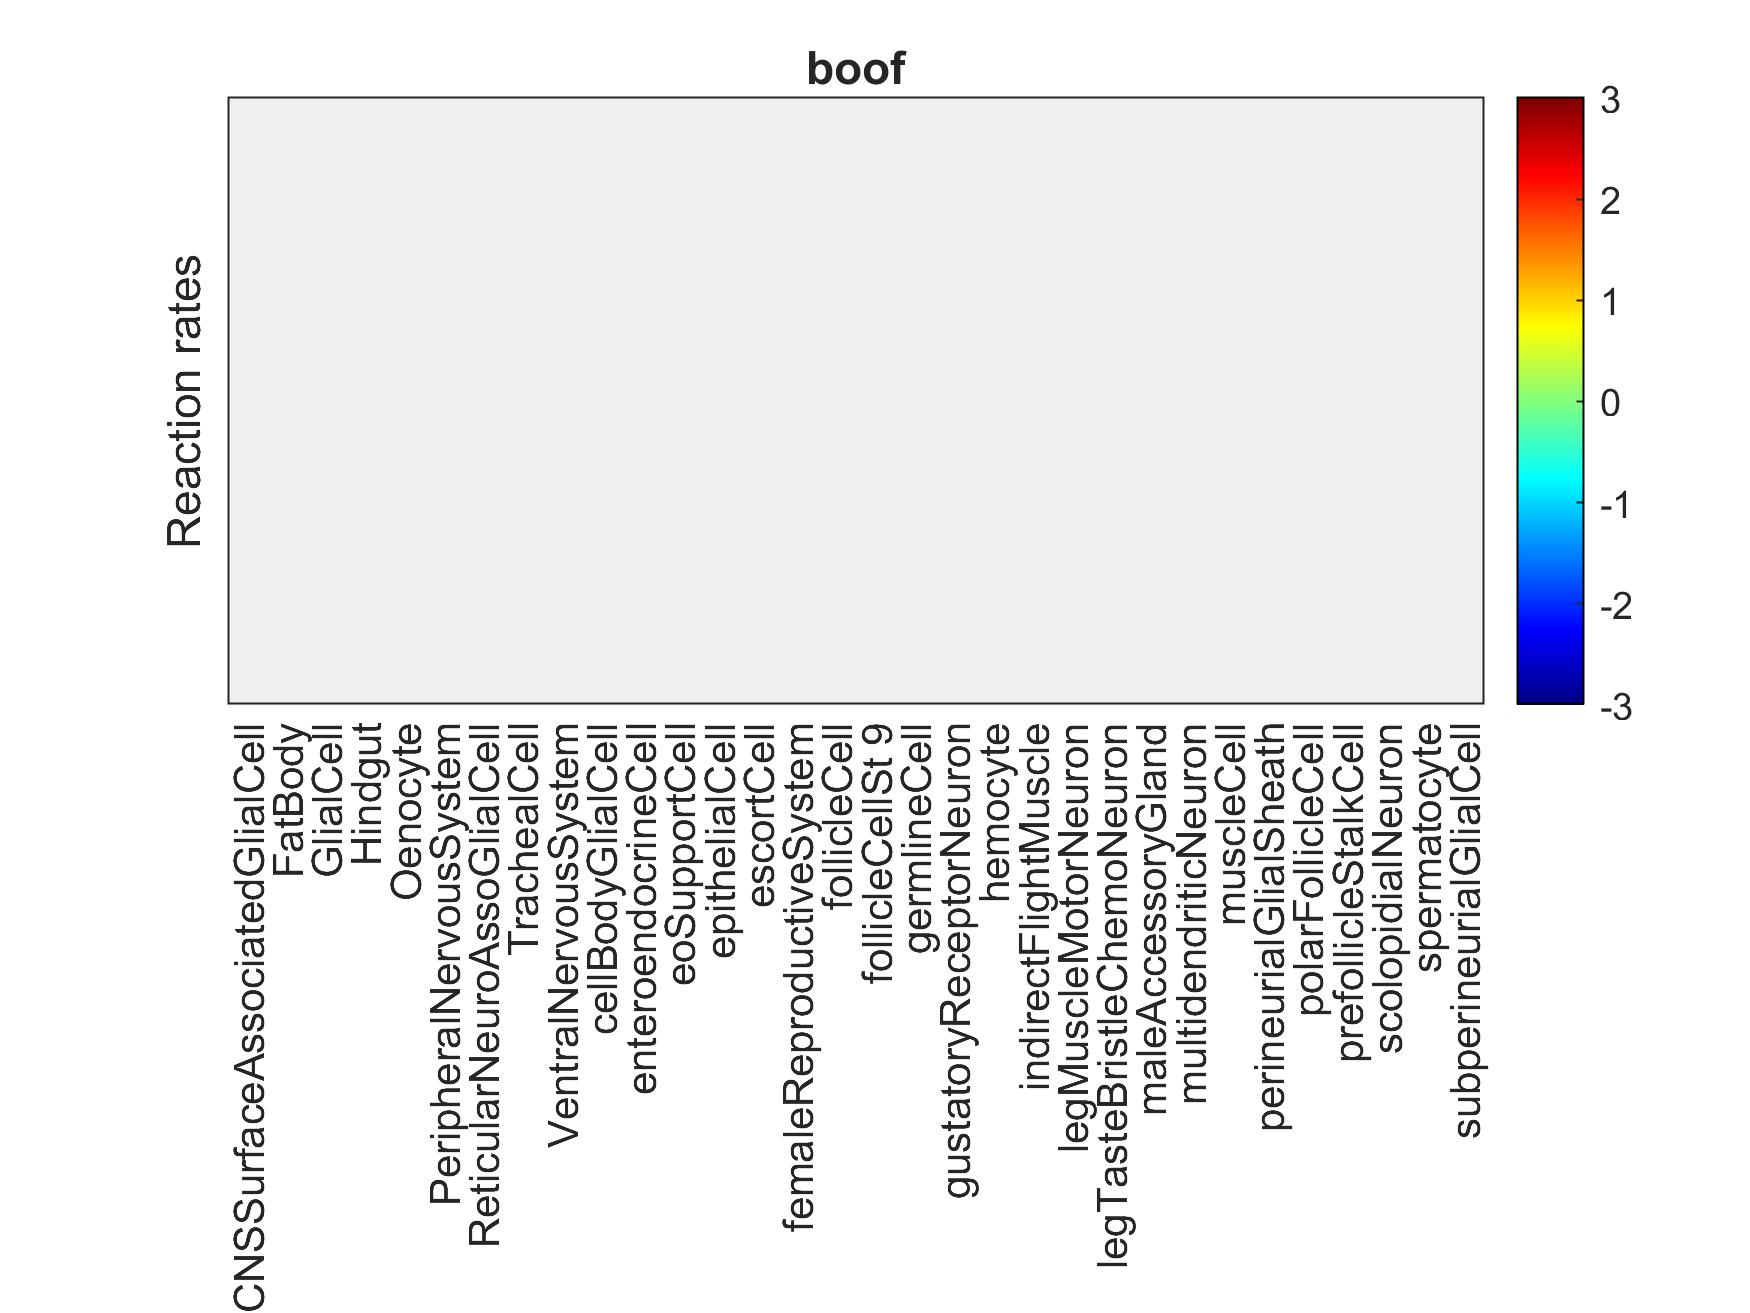 boof
Reaction rates
3
2
1
0
-1
-2
-3
CNSSurfaceAssociatedGlialCell
FatBody
GlialCell
Hindgut
Oenocyte
PeripheralNervousSystem
ReticularNeuroAssoGlialCell
TrachealCell
VentralNervousSystem
cellBodyGlialCell
enteroendocrineCell
eoSupportCell
epithelialCell
escortCell
femaleReproductiveSystem
follicleCell
follicleCellSt 9
germlineCell
gustatoryReceptorNeuron
hemocyte
indirectFlightMuscle
legMuscleMotorNeuron
legTasteBristleChemoNeuron
maleAccessoryGland
multidendriticNeuron
muscleCell
perineurialGlialSheath
polarFollicleCell
prefollicleStalkCell
scolopidialNeuron
spermatocyte
subperineurialGlialCell